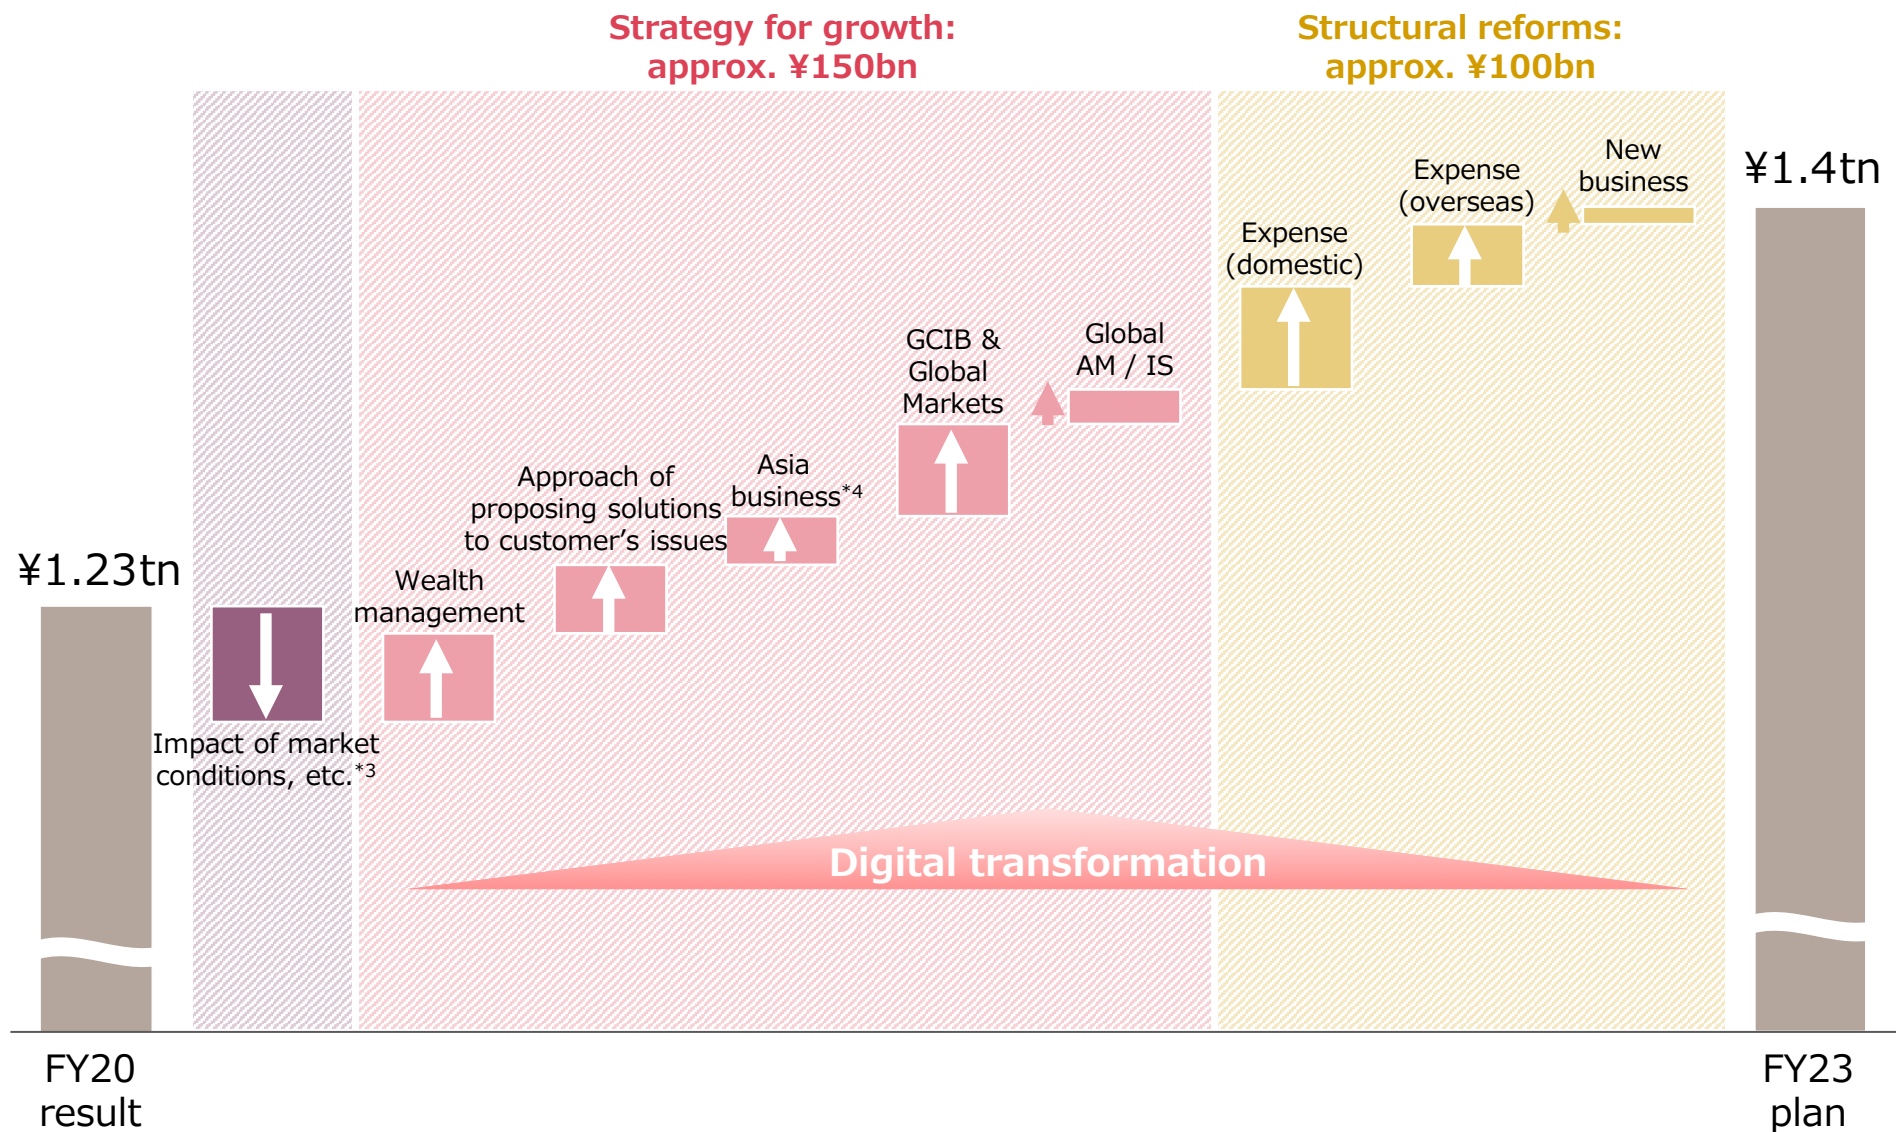 Strategy for growth:
approx. ¥150bn
Structural reforms:
approx. ¥100bn
¥1.23tn
Impact of market
conditions, etc.*3
Wealth
management
Approach of
proposing solutions
to customer’s issues
Asia
business*4
GCIB &
Global
Markets
Global
AM / IS
Expense
(domestic)
Expense
(overseas)
New
business
¥1.4tn
Digital transformation
FY20
result
FY23
plan